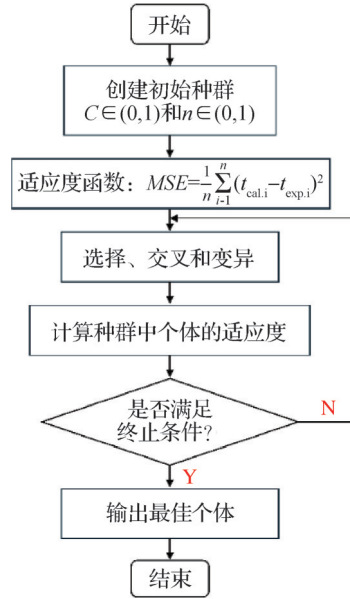 开始
创建初始种群
C∈(0,1)和n∈(0,1)
适应度函数：MSE=\frac{1}{n}\sum_{i-1}^{n}(t_{cal.i}-t_{exp.i})^2
选择、交叉和变异
计算种群中个体的适应度
是否满足
终止条件?
N
Y
输出最佳个体
结束